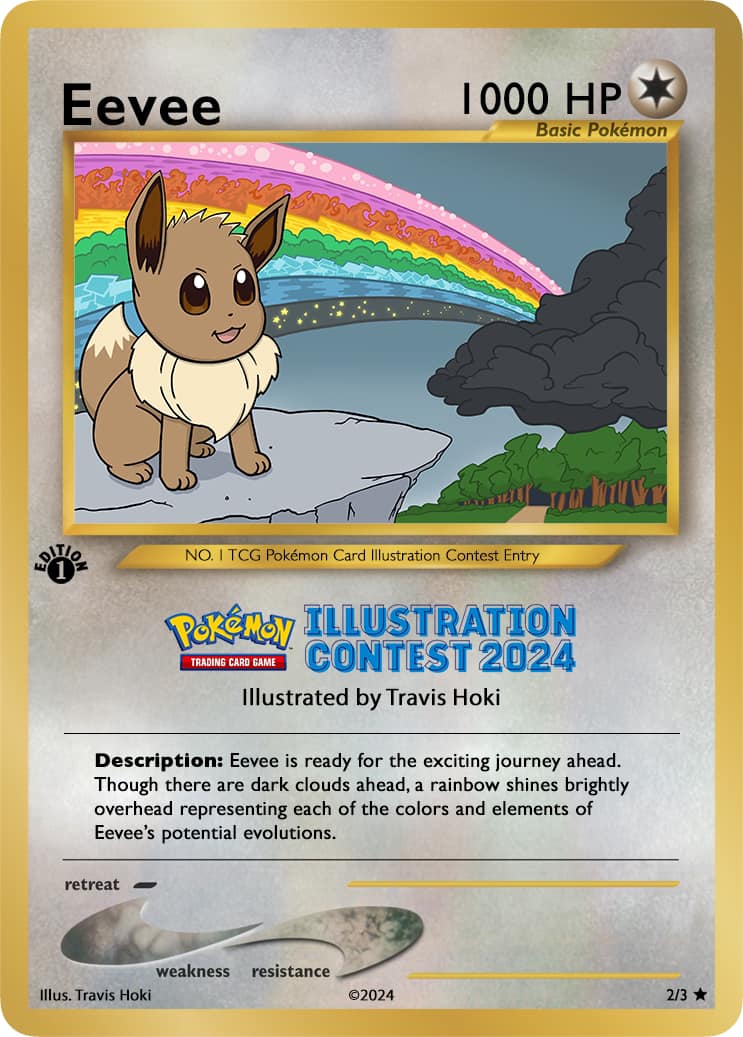 Eevee
1000 HP
Basic Pokémon
EDITION
1
NO. 1 TCG Pokémon Card Illustration Contest Entry
POKéMON
TRADING CARD GAME
ILLUSTRATION
CONTEST 2024
Illustrated by Travis Hoki
Description: Eevee is ready for the exciting journey ahead.
Though there are dark clouds ahead, a rainbow shines brightly
overhead representing each of the colors and elements of
Eevee’s potential evolutions.
retreat
weakness resistance
Illus. Travis Hoki
©2024
2/3 ★